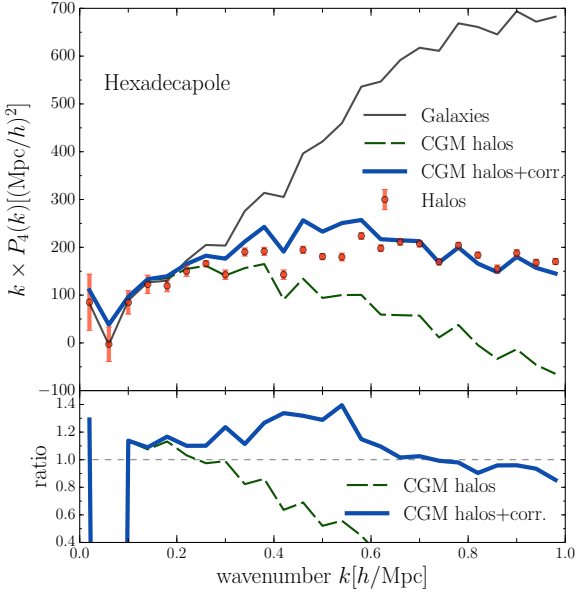 700
600
500
400
300
200
100
0
−100
k × P₄(k)[(Mpc/h)²]
Hexadecapole
Galaxies
CGM halos
CGM halos+corr.
Halos
1.4
1.2
1.0
0.8
0.6
0.4
ratio
CGM halos
CGM halos+corr.
0.0 0.2 0.4 0.6 0.8 1.0
wavenumber k[h/Mpc]